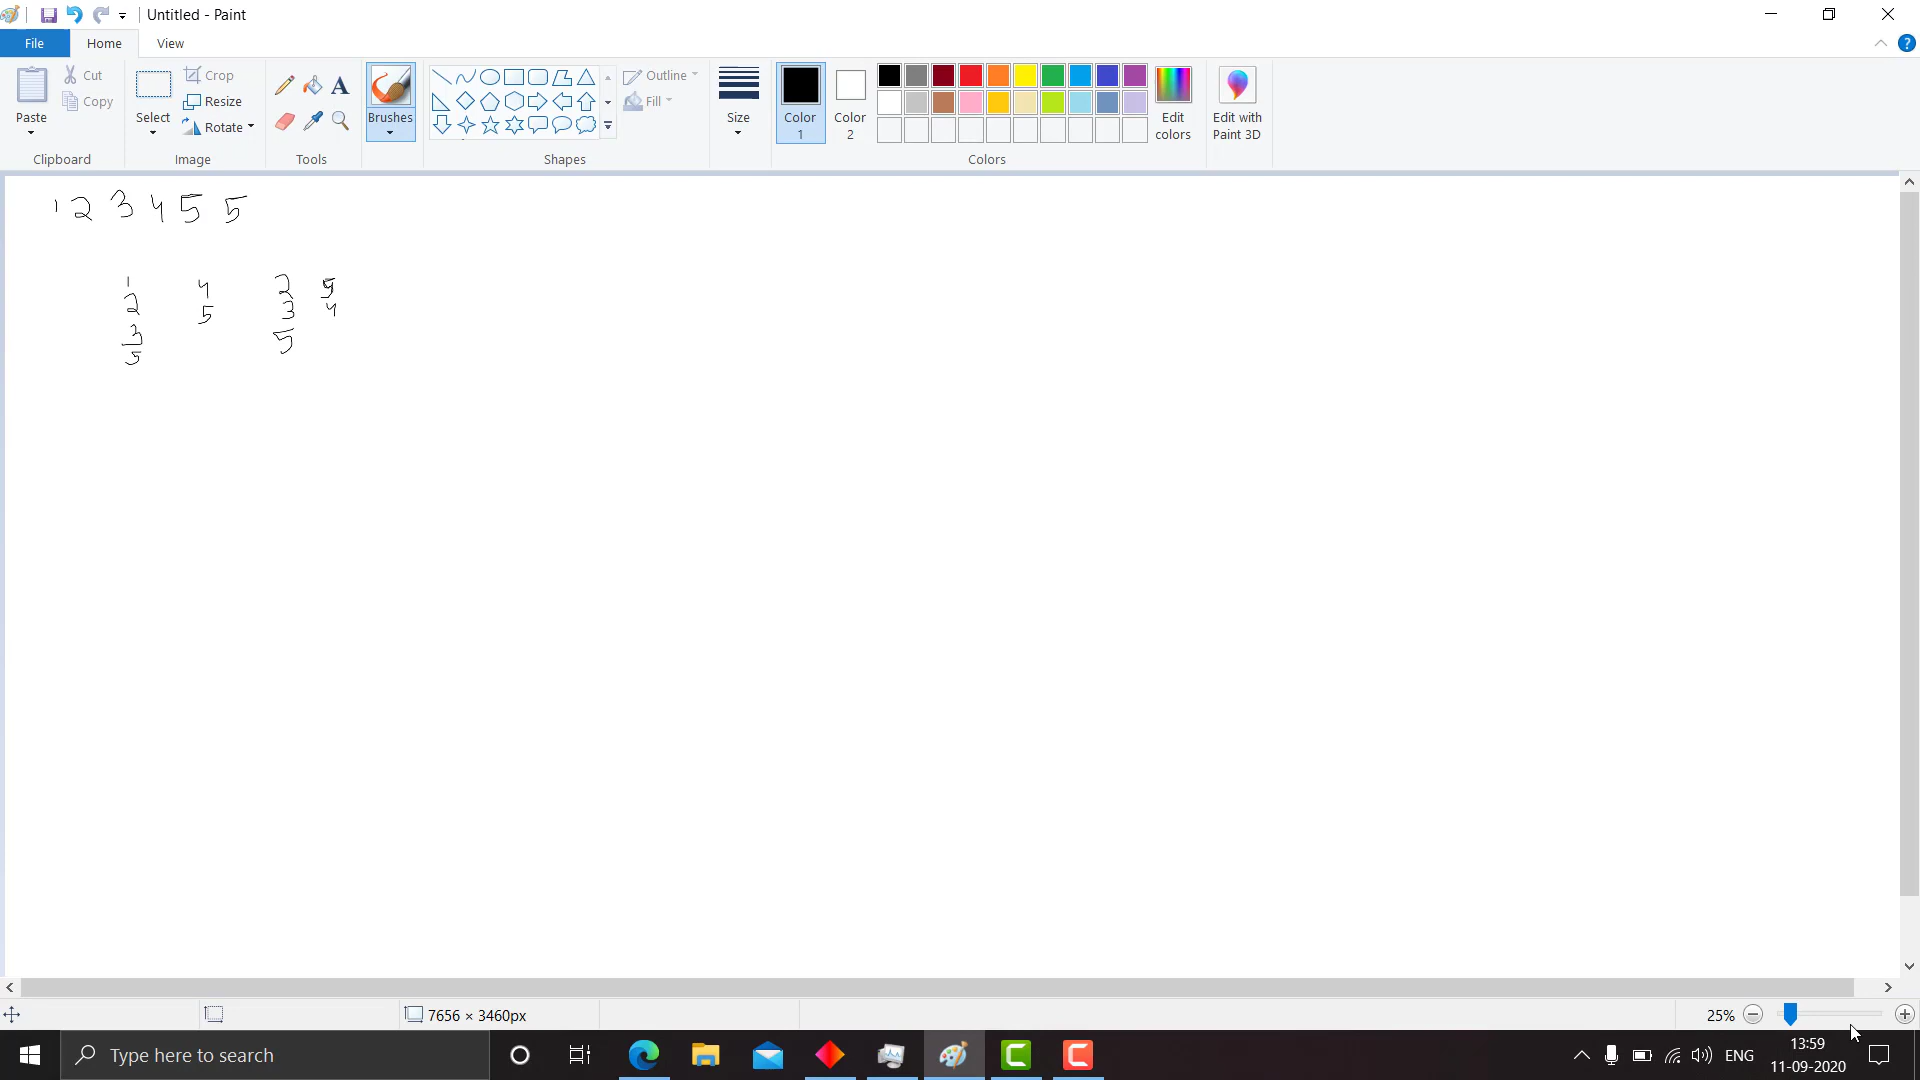 Untitled - Paint
File Home View
Paste Cut Copy Clipboard
Select Crop Resize Rotate Image
Tools
Brushes
Outline Fill Shapes
Size
Color 1 Color 2 Edit colors Colors
Edit with Paint 3D
1 2 3 4 5 5
1 4 2
2 5 3 4
3 5
5
7656 × 3460px 25%
Type here to search ENG 13:59
11-09-2020